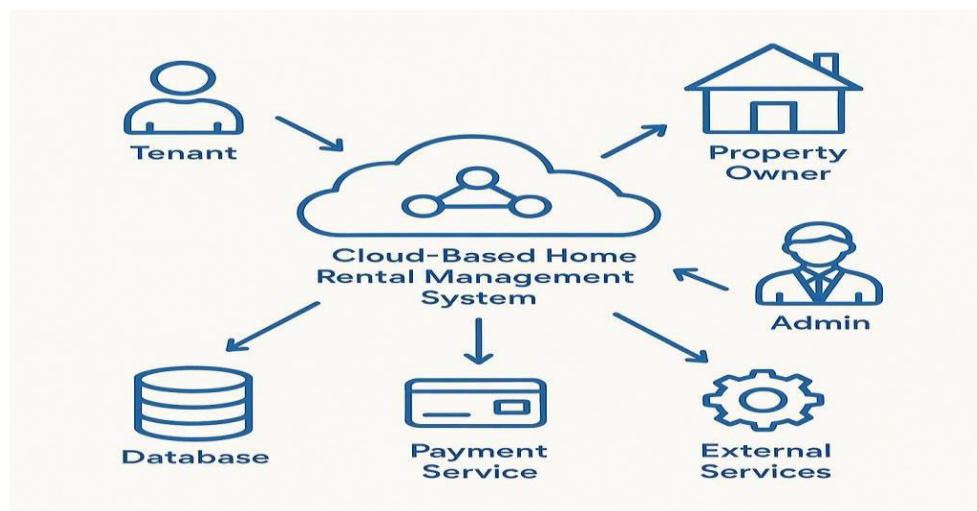 Tenant
Property
Owner
Cloud-Based Home
Rental Management
System
Admin
Database
Payment
Service
External
Services